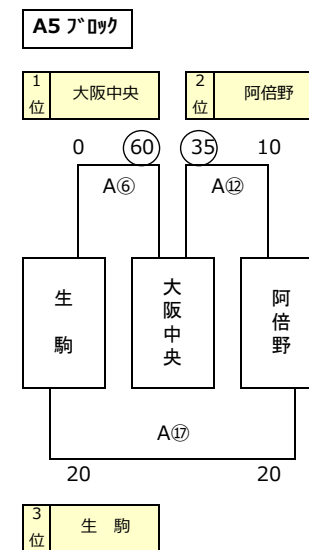 A5 ﾌﾞﾛｯｸ
1位 大阪中央 2位 阿倍野
0 60 35 10
A⑥ A⑫
生駒 大阪中央 阿倍野
A⑰
20 20
3位 生 駒